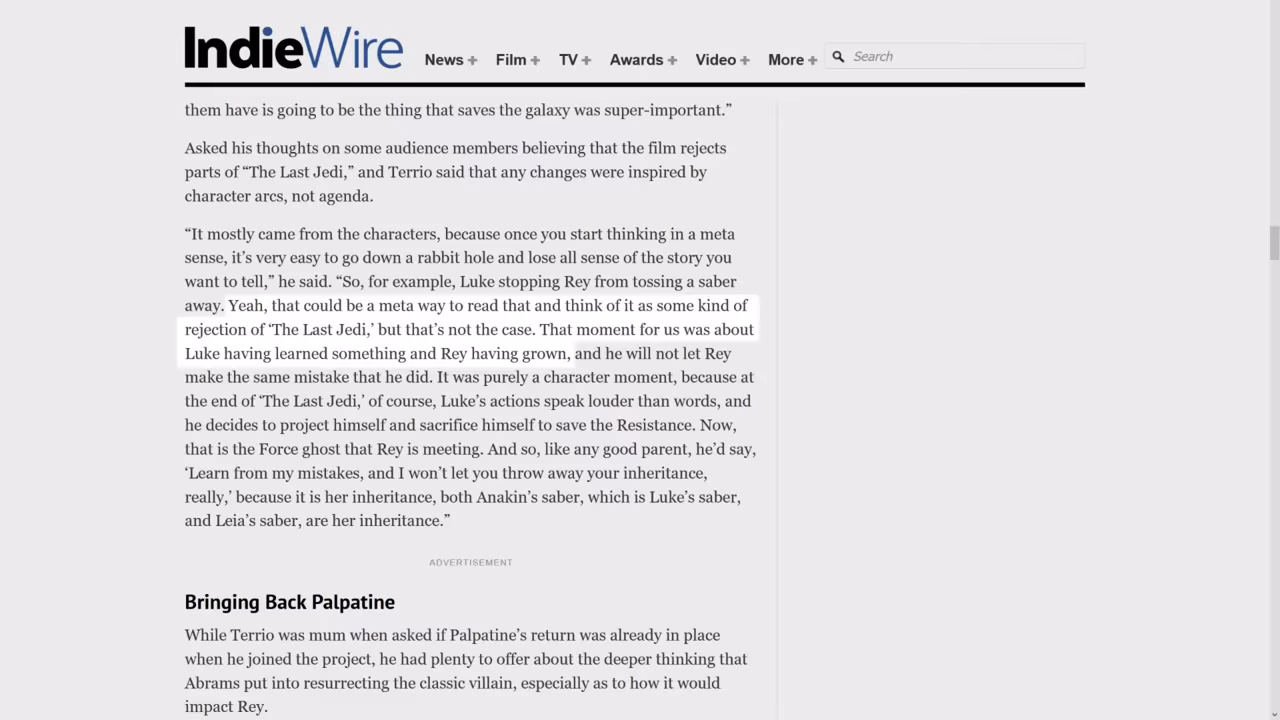 IndieWire
News + Film + TV + Awards + Video + More + Search
them have is going to be the thing that saves the galaxy was super-important.”
Asked his thoughts on some audience members believing that the film rejects
parts of “The Last Jedi,” and Terrio said that any changes were inspired by
character arcs, not agenda.
“It mostly came from the characters, because once you start thinking in a meta
sense, it’s very easy to go down a rabbit hole and lose all sense of the story you
want to tell,” he said. “So, for example, Luke stopping Rey from tossing a saber
away. Yeah, that could be a meta way to read that and think of it as some kind of
rejection of ‘The Last Jedi,’ but that’s not the case. That moment for us was about
Luke having learned something and Rey having grown, and he will not let Rey
make the same mistake that he did. It was purely a character moment, because at
the end of ‘The Last Jedi,’ of course, Luke’s actions speak louder than words, and
he decides to project himself and sacrifice himself to save the Resistance. Now,
that is the Force ghost that Rey is meeting. And so, like any good parent, he’d say,
‘Learn from my mistakes, and I won’t let you throw away your inheritance,
really,’ because it is her inheritance, both Anakin’s saber, which is Luke’s saber,
and Leia’s saber, are her inheritance.”
ADVERTISEMENT
Bringing Back Palpatine
While Terrio was mum when asked if Palpatine’s return was already in place
when he joined the project, he had plenty to offer about the deeper thinking that
Abrams put into resurrecting the classic villain, especially as to how it would
impact Rey.